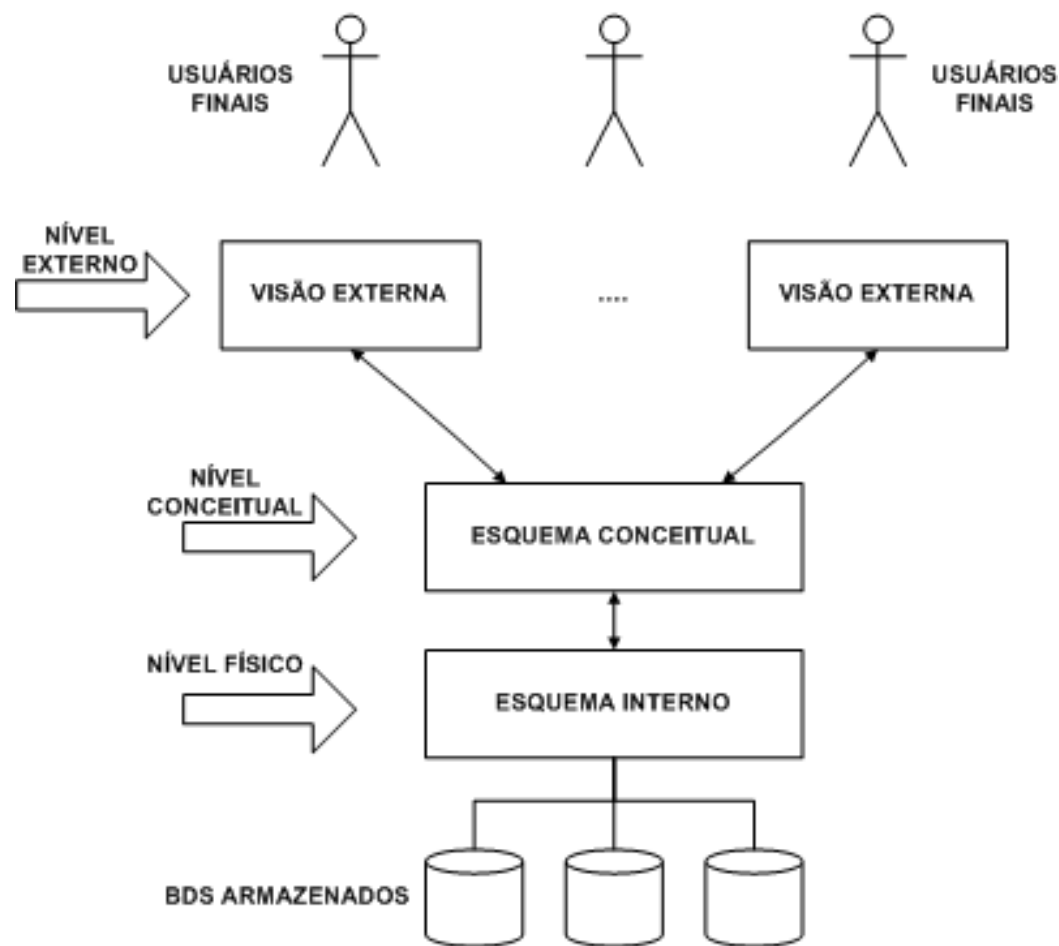 USUÁRIOS
FINAIS
USUÁRIOS
FINAIS
NÍVEL
EXTERNO
VISÃO EXTERNA
....
VISÃO EXTERNA
NÍVEL
CONCEITUAL
ESQUEMA CONCEITUAL
NÍVEL FÍSICO
ESQUEMA INTERNO
BDS ARMAZENADOS